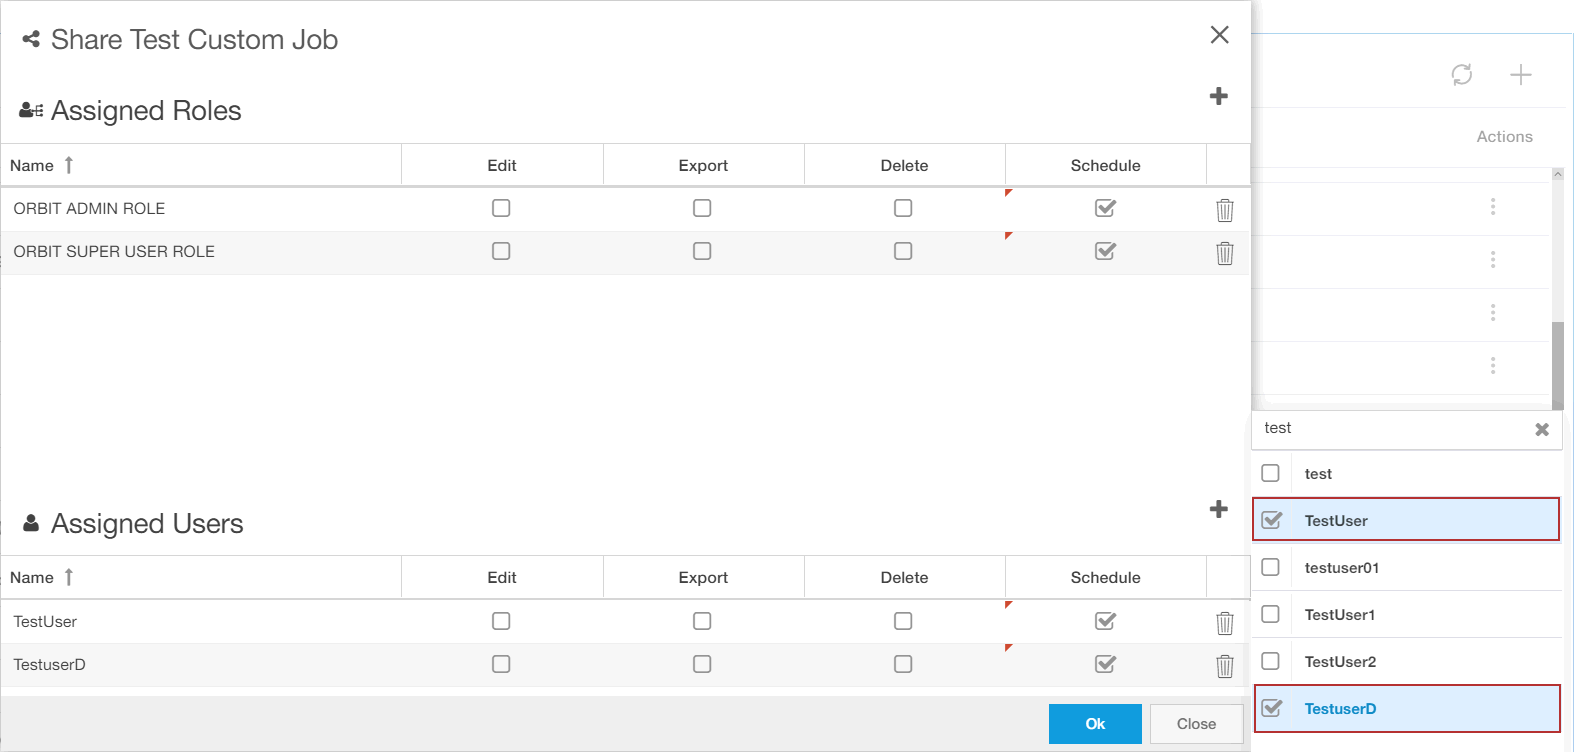 Share Test Custom Job
Assigned Roles
Actions
Name Edit Export Delete Schedule
ORBIT ADMIN ROLE
ORBIT SUPER USER ROLE
Assigned Users
Name Edit Export Delete Schedule
TestUser
TestuserD
Ok Close
test
test
TestUser
testuser01
TestUser1
TestUser2
TestuserD